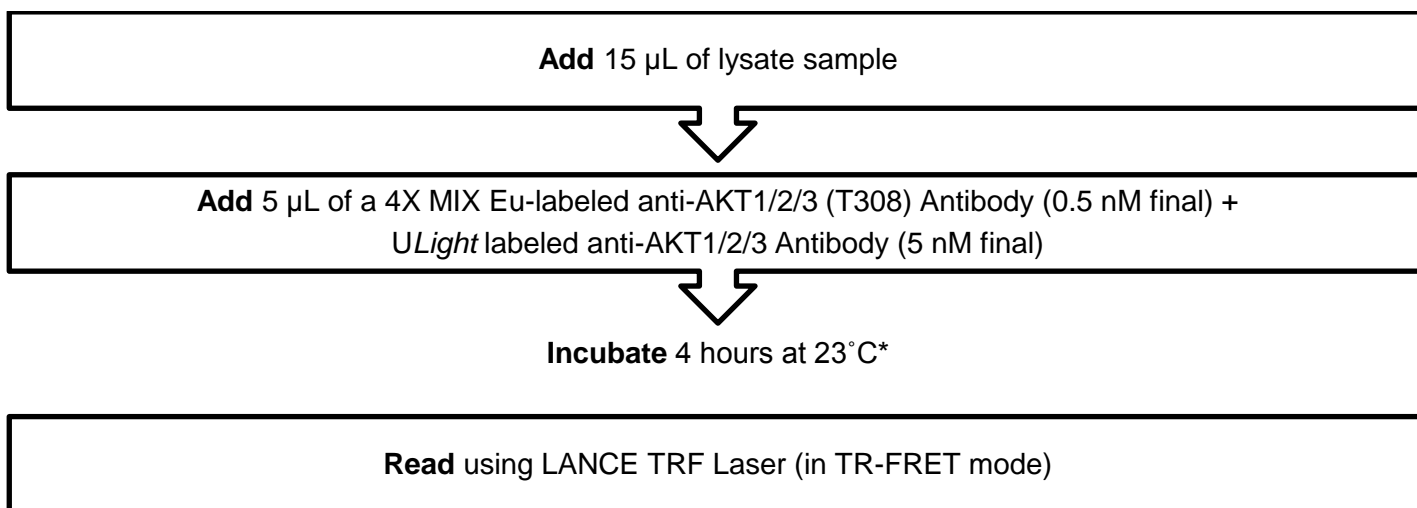 Add 15 µL of lysate sample
Add 5 µL of a 4X MIX Eu-labeled anti-AKT1/2/3 (T308) Antibody (0.5 nM final) +
ULight labeled anti-AKT1/2/3 Antibody (5 nM final)
Incubate 4 hours at 23˚C*
Read using LANCE TRF Laser (in TR-FRET mode)